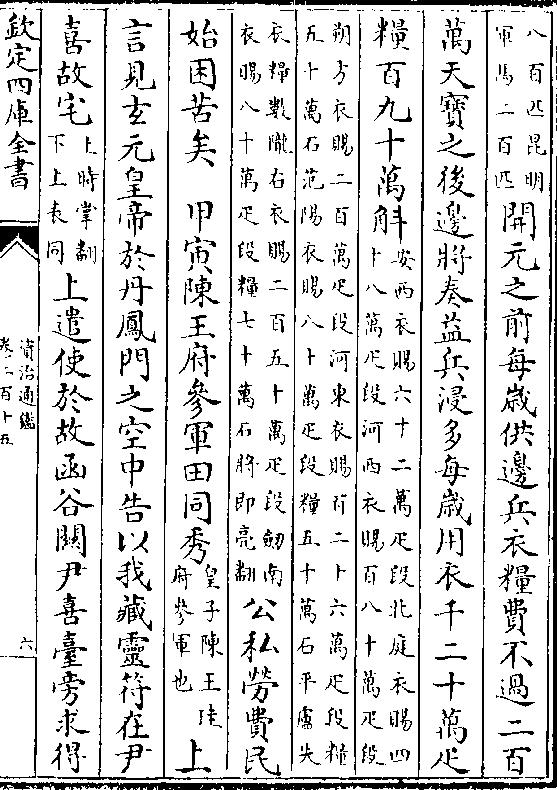 八百匹昆明
軍馬二百匹
開元之前每歳供邊兵衣糧費不過二百
萬天寶之後邊將奏益兵浸多每歳用衣千二十萬疋
糧百九十萬斛
安西衣賜六十二萬疋段北庭衣賜四
十八萬疋段河西衣賜百八十萬疋段
朔方衣賜二百萬疋段河東衣賜百二十六萬疋段糧
五十萬石范陽衣賜八十萬疋段糧五十萬石平盧失
衣糧數隴右衣賜二百五十萬疋段劒南
衣賜八十萬疋段糧七十萬石將即亮翻
公私勞費民
始困苦矣 甲寅陳王府參軍田同秀
皇子陳王珪
府參軍也
上
言見玄元皇帝於丹鳳門之空中告以我藏靈符在尹
喜故宅
上時掌翻
下上表同
上遣使於故函谷關尹喜臺旁求得
欽定四庫全書
資治通鑑
卷二百十五
六